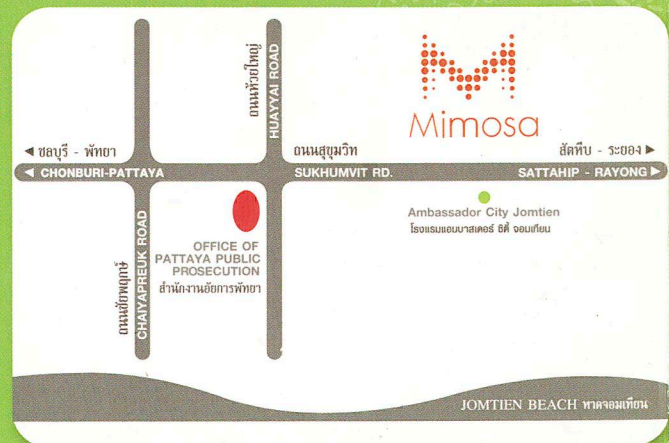 ถนนห้วยใหญ่
HUAYYAI ROAD
Mimosa
◄ ชลบุรี - พัทยา
ถนนสุขุมวิท
สัตหีบ - ระยอง ►
◄ CHONBURI-PATTAYA
SUKHUMVIT RD.
SATTAHIP - RAYONG ►
ถนนชัยพฤกษ์
CHAIYAPREUK ROAD
OFFICE OF
PATTAYA PUBLIC
PROSECUTION
สำนักงานอัยการพัทยา
Ambassador City Jomtien
โรงแรมแอมบาสเดอร์ ซิตี้ จอมเทียน
JOMTIEN BEACH หาดจอมเทียน